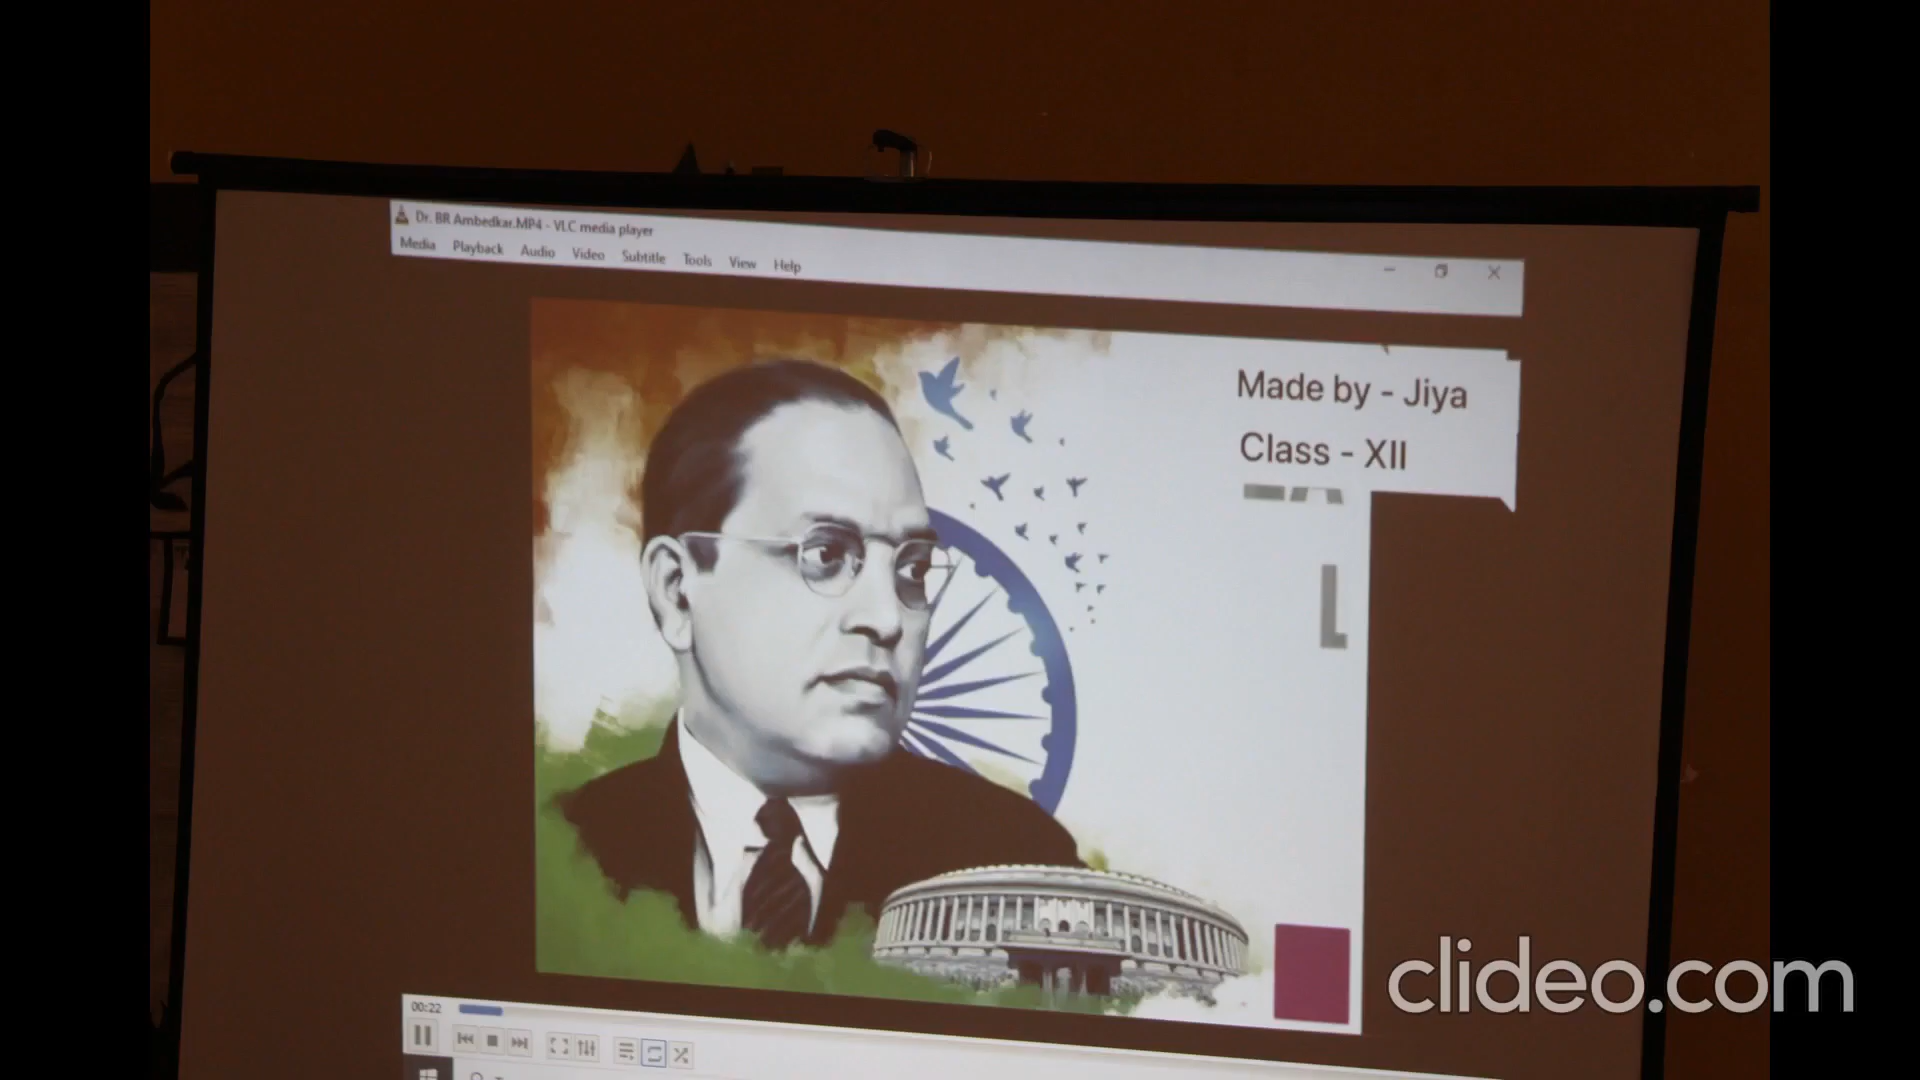 Dr. BR Ambedkar.MP4 - VLC media player
Media Playback Audio Video Subtitle Tools View Help
Made by - Jiya
Class - XII
clideo.com
00:22